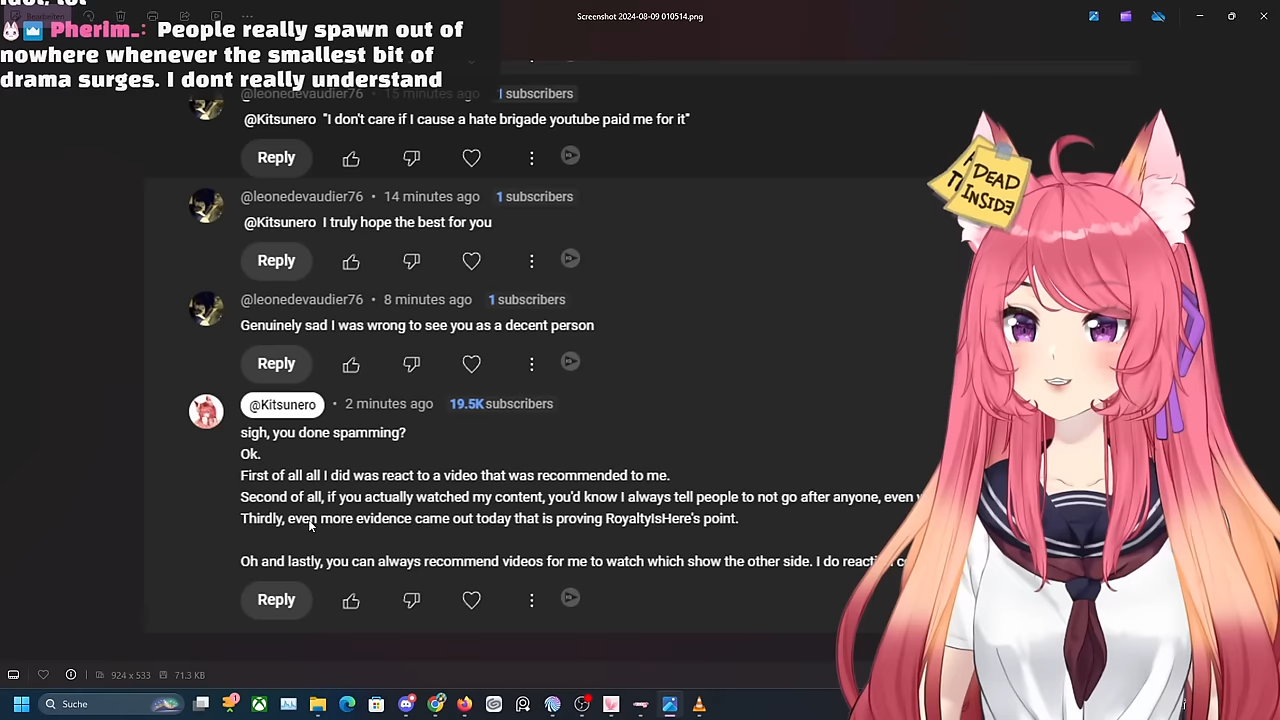 Screenshot 2024-08-09 010514.png
Pherim_: People really spawn out of
nowhere whenever the smallest bit of
drama surges. I dont really understand
@leonedevaudier76 • 15 minutes ago 1 subscribers
@Kitsunero "I don't care if I cause a hate brigade youtube paid me for it"
Reply
@leonedevaudier76 • 14 minutes ago 1 subscribers
@Kitsunero I truly hope the best for you
Reply
@leonedevaudier76 • 8 minutes ago 1 subscribers
Genuinely sad I was wrong to see you as a decent person
Reply
@Kitsunero • 2 minutes ago 19.5K subscribers
sigh, you done spamming?
Ok.
First of all all I did was react to a video that was recommended to me.
Second of all, if you actually watched my content, you'd know I always tell people to not go after anyone, even
Thirdly, even more evidence came out today that is proving RoyaltyIsHere's point.
Oh and lastly, you can always recommend videos for me to watch which show the other side. I do
Reply
DEAD
INSIDE
924 x 533 71.3 KB
Suche